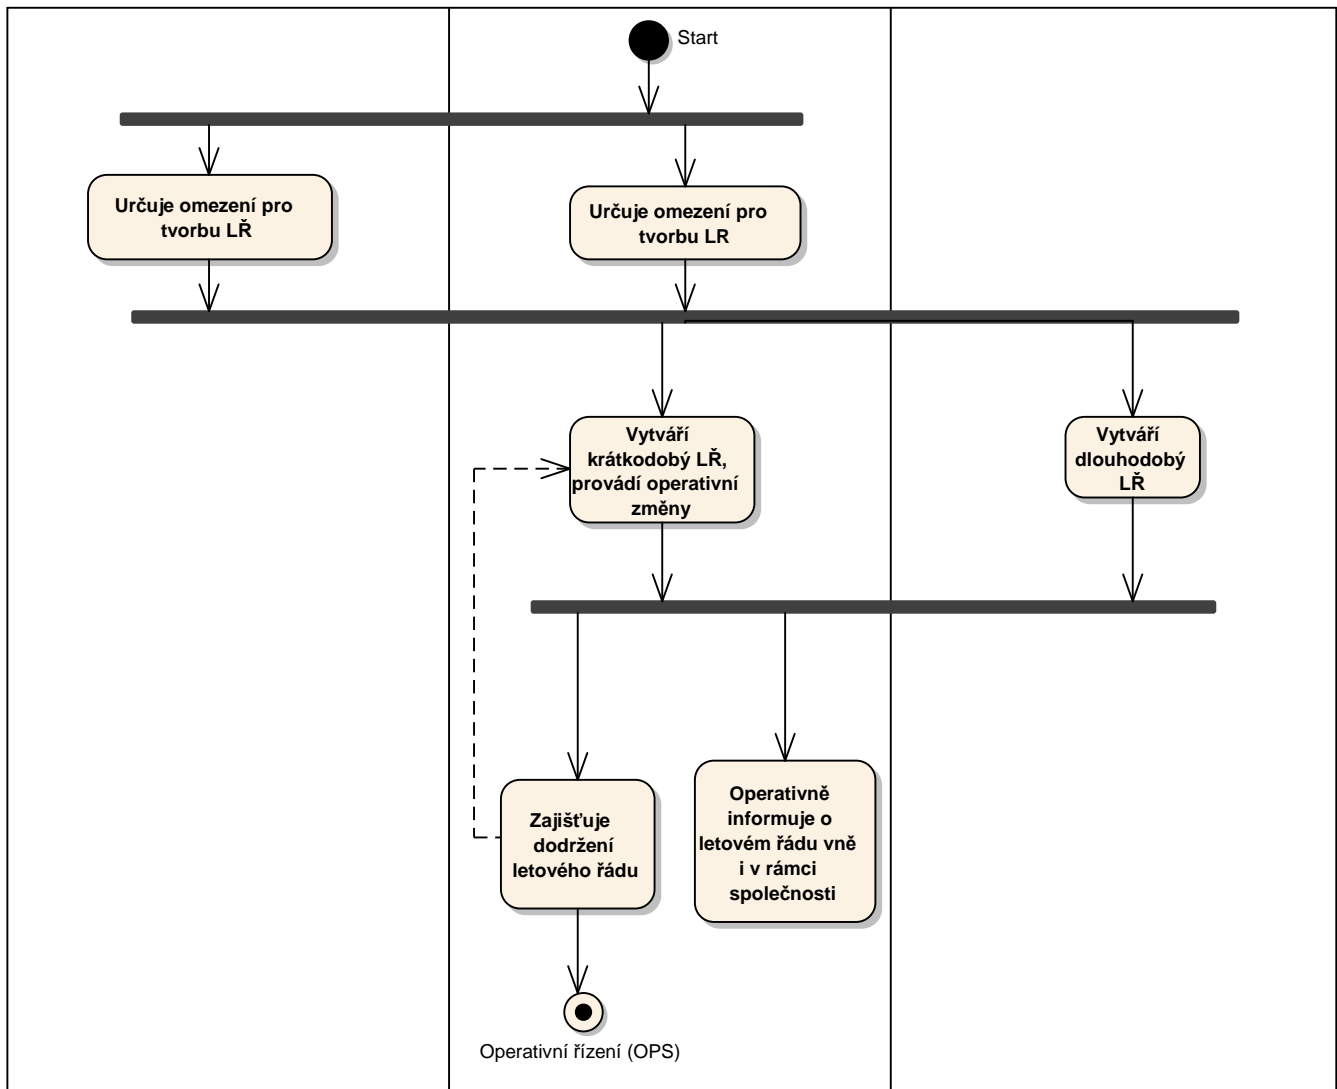 Start
Určuje omezení pro
tvorbu LŘ
Určuje omezení pro
tvorbu LR
Vytváří
krátkodobý LŘ,
provádí operativní
změny
Vytváří
dlouhodobý
LŘ
Zajišťuje
dodržení
letového řádu
Operativně
informuje o
letovém řádu vně
i v rámci
společnosti
Operativní řízení (OPS)